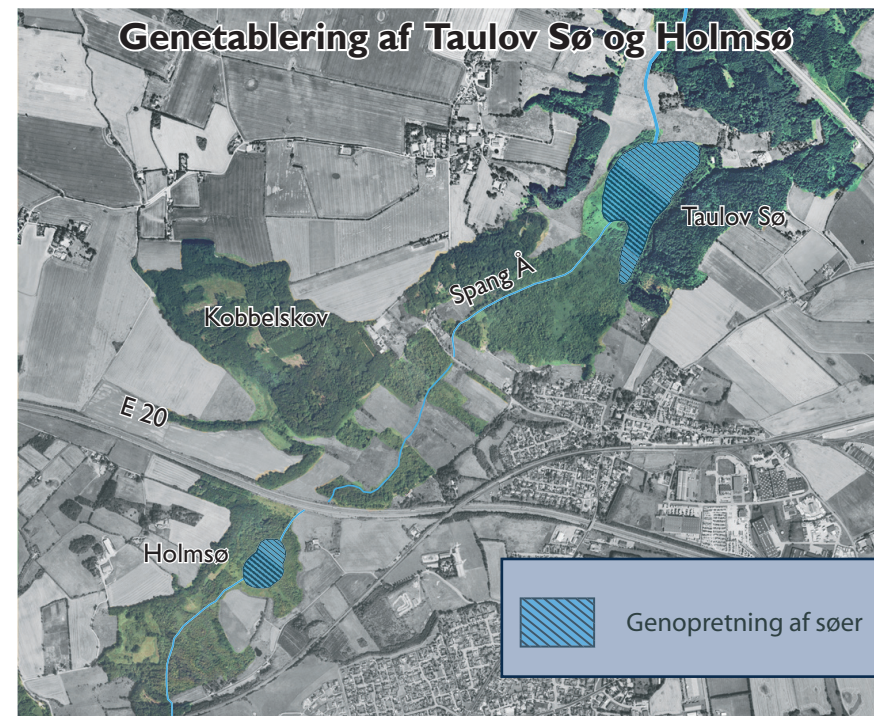 Genetablering af Taulov Sø og Holmsø
Taulov Sø
Spang Å
Kobbelskov
E 20
Holmsø
Genopretning af søer